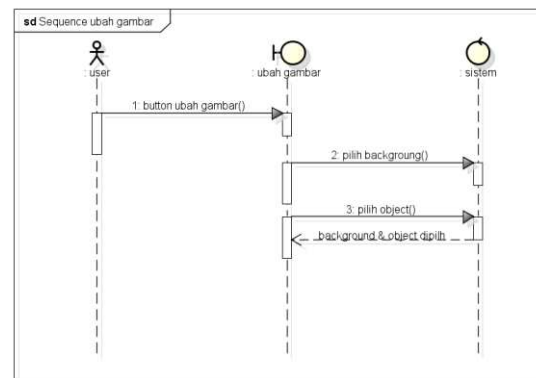 sd Sequence ubah gambar
: user
: ubah gambar
: sistem
1: button ubah gambar()
2: pilih backgroung()
3: pilih object()
background & object dipilh